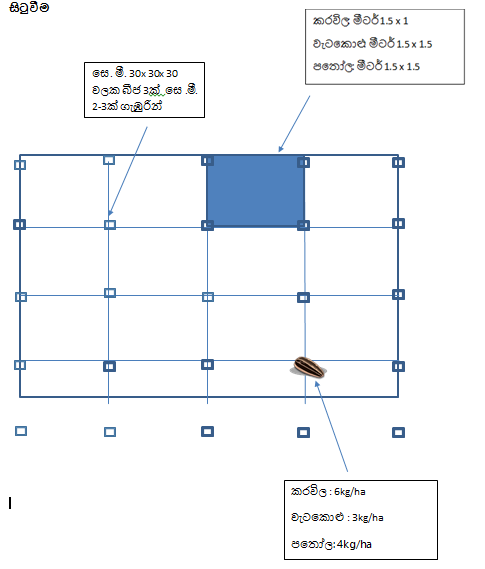 සිටුවීම
කරවිල මීටර් 1.5 x 1
වැටකොළු මීටර් 1.5 x 1.5
පතෝල: මීටර් 1.5 x 1.5
සෙ. මී. 30x 30x 30
වලක බීජ 3ක් සෙ .මී.
2-3ක් ගැඹුරින්
කරවිල : 6kg/ha
වැටකොළු : 3kg/ha
පතෝල: 4kg/ha